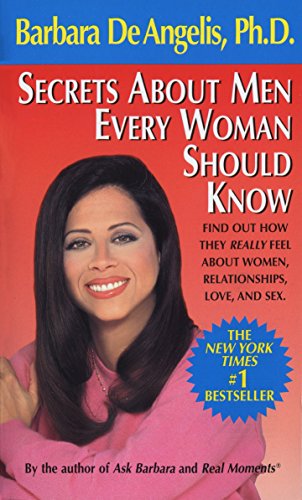 Barbara De Angelis, Ph.D.
SECRETS ABOUT MEN
EVERY WOMAN
SHOULD
KNOW
FIND OUT HOW
THEY REALLY FEEL
ABOUT WOMEN,
RELATIONSHIPS,
LOVE, AND SEX.
THE
NEW YORK
TIMES
#1
BESTSELLER
By the author of Ask Barbara and Real Moments®